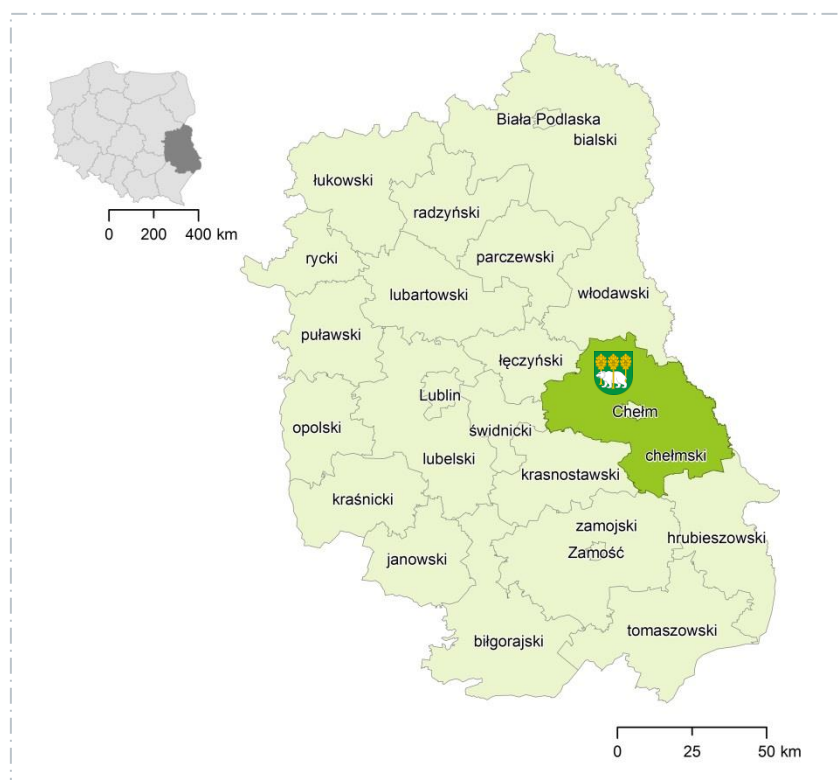 Biała Podlaska
bialski
łukowski
radzyński
0 200 400 km
rycki
parczewski
lubartowski
włodawski
puławski
łęczyński
Lublin
Chełm
opolski
świdnicki
chełmski
lubelski
krasnostawski
kraśnicki
zamojski
hrubieszowski
Zamość
janowski
tomaszowski
biłgorajski
0 25 50 km